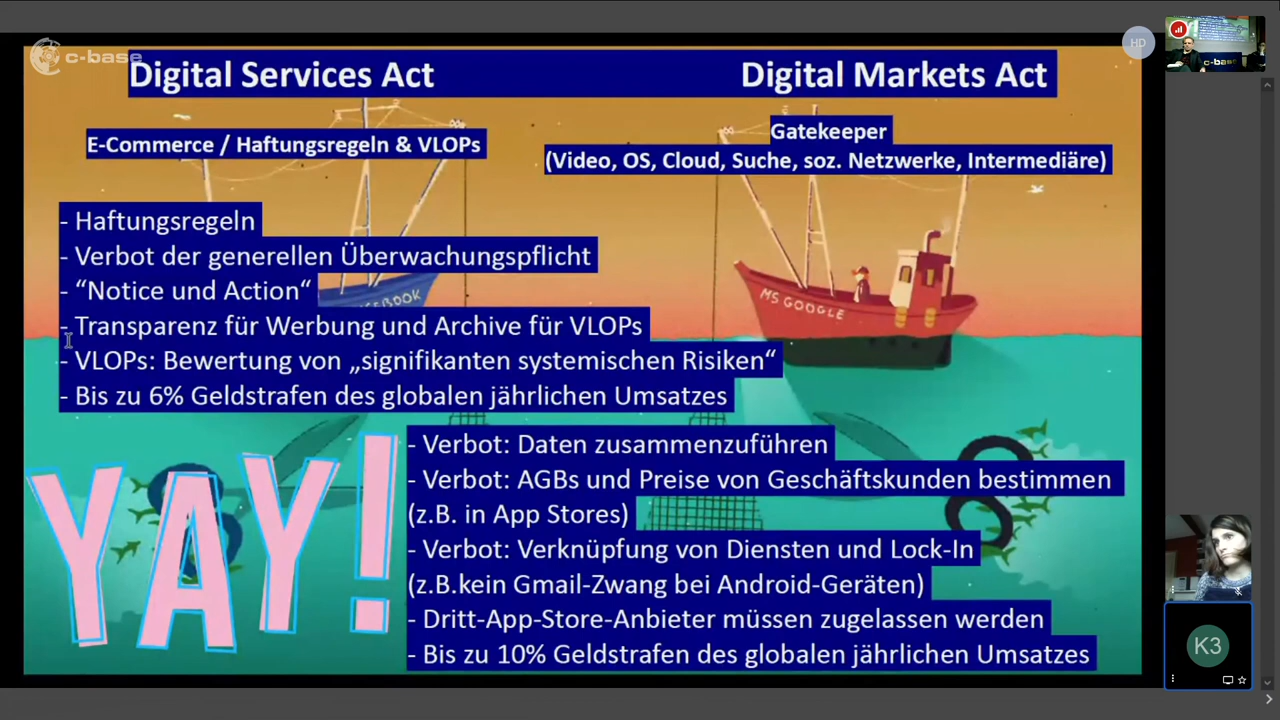 c-base
Digital Services Act
Digital Markets Act
E-Commerce / Haftungsregeln & VLOPs
Gatekeeper
(Video, OS, Cloud, Suche, soz. Netzwerke, Intermediäre)
- Haftungsregeln
- Verbot der generellen Überwachungspflicht
- “Notice und Action“
- Transparenz für Werbung und Archive für VLOPs
- VLOPs: Bewertung von „signifikanten systemischen Risiken“
- Bis zu 6% Geldstrafen des globalen jährlichen Umsatzes
MS GOOGLE
YAY!
- Verbot: Daten zusammenzuführen
- Verbot: AGBs und Preise von Geschäftskunden bestimmen
(z.B. in App Stores)
- Verbot: Verknüpfung von Diensten und Lock-In
(z.B.kein Gmail-Zwang bei Android-Geräten)
- Dritt-App-Store-Anbieter müssen zugelassen werden
- Bis zu 10% Geldstrafen des globalen jährlichen Umsatzes
HD
c-base
K3